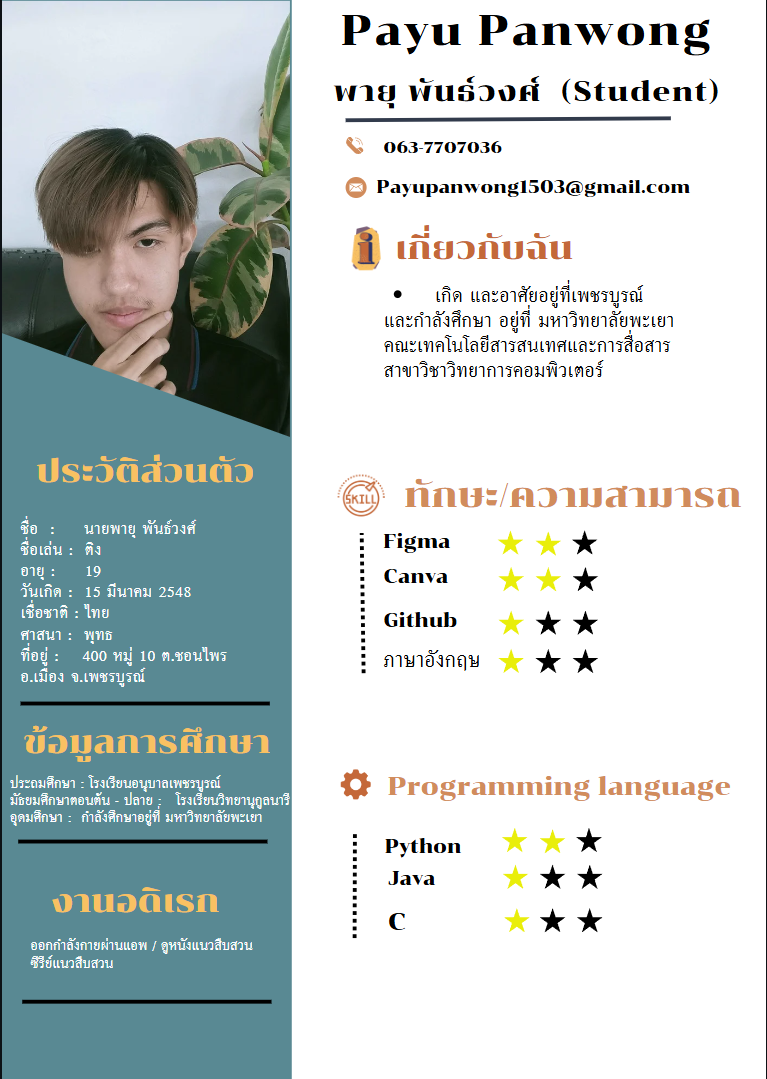 Payu Panwong
พายุ พันธ์วงศ์ (Student)
063-7707036
Payupanwong1503@gmail.com
i เกี่ยวกับฉัน
• เกิด และอาศัยอยู่ที่เพชรบูรณ์
และกำลังศึกษา อยู่ที่ มหาวิทยาลัยพะเยา
คณะเทคโนโลยีสารสนเทศและการสื่อสาร
สาขาวิชาวิทยาการคอมพิวเตอร์
SKILL ทักษะ/ความสามารถ
Figma
Canva
Github
ภาษาอังกฤษ
Programming language
Python
Java
C
ประวัติส่วนตัว
ชื่อ : นายพายุ พันธ์วงศ์
ชื่อเล่น : ติง
อายุ : 19
วันเกิด : 15 มีนาคม 2548
เชื่อชาติ : ไทย
ศาสนา : พุทธ
ที่อยู่ : 400 หมู่ 10 ต.ชอนไพร
อ.เมือง จ.เพชรบูรณ์
ข้อมูลการศึกษา
ประถมศึกษา : โรงเรียนอนุบาลเพชรบูรณ์
มัธยมศึกษาตอนต้น - ปลาย : โรงเรียนวิทยานุกูลนารี
อุดมศึกษา : กำลังศึกษาอยู่ที่ มหาวิทยาลัยพะเยา
งานอดิเรก
ออกกำลังกายผ่านแอพ / ดูหนังแนวสืบสวน
ซีรีย์แนวสืบสวน